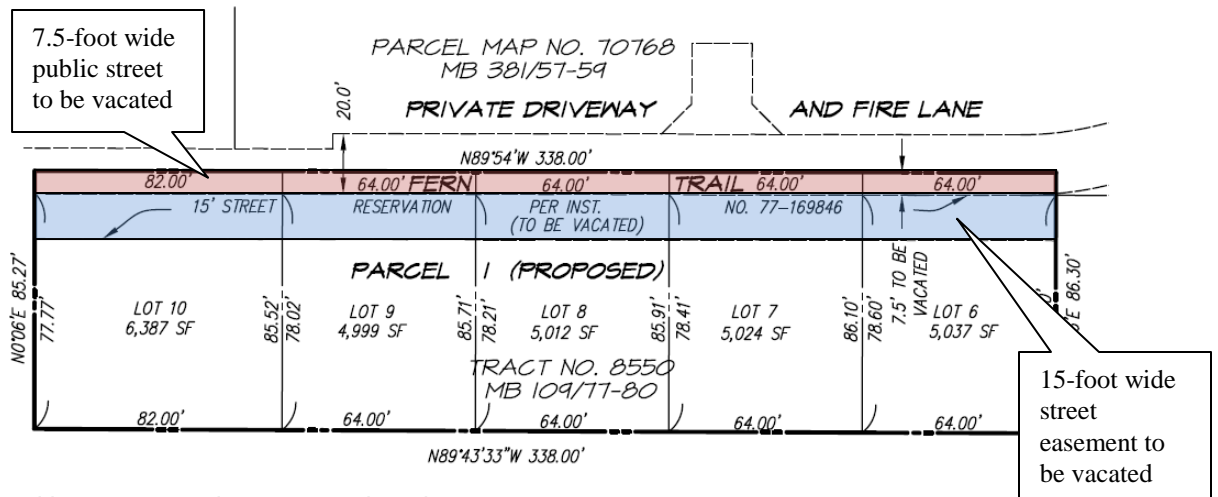 7.5-foot wide
public street
to be vacated
PARCEL MAP NO. 70768
MB 381/57-59
20.0'
PRIVATE DRIVEWAY AND FIRE LANE
N89°54'W 338.00'
82.00' 64.00' FERN 64.00' TRAIL 64.00' 64.00'
15' STREET RESERVATION PER INST. NO. 77-169846
(TO BE VACATED)
PARCEL 1 (PROPOSED)
7.5' TO BE
VACATED
N0°06'E 85.27'
77.77'
LOT 10
6,387 SF
85.52'
78.02'
LOT 9
4,999 SF
85.71'
78.21'
LOT 8
5,012 SF
85.91'
78.41'
LOT 7
5,024 SF
86.10'
78.60'
LOT 6
5,037 SF
E 86.30'
TRACT NO. 8550
MB 109/77-80
82.00' 64.00' 64.00' 64.00' 64.00'
N89°43'33"W 338.00'
15-foot wide
street
easement to
be vacated